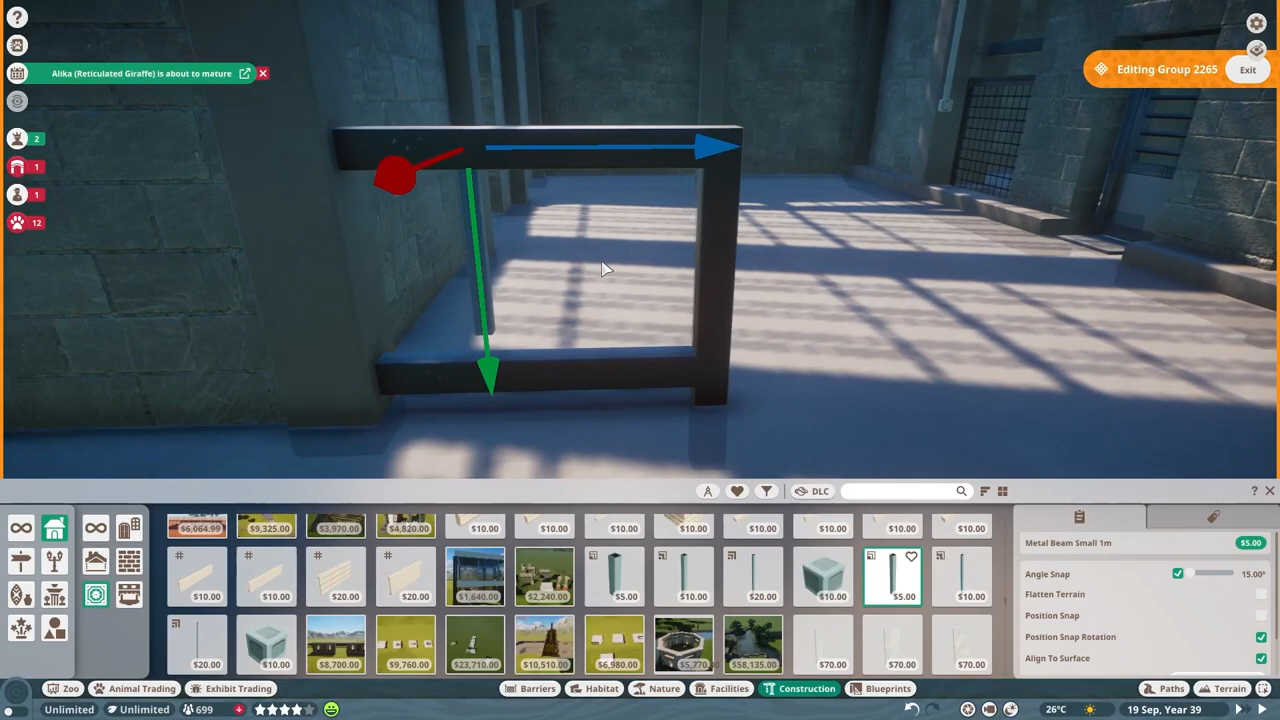 ?
Alika (Reticulated Giraffe) is about to mature
Editing Group 2265
Exit
2
1
1
12
DLC
?
$6,064.99 $9,325.00 $3,970.00 $4,820.00 $10.00 $10.00 $10.00 $10.00 $10.00 $10.00 $10.00 $10.00
$10.00 $10.00 $20.00 $20.00 $1,640.00 $2,240.00 $5.00 $10.00 $20.00 $10.00 $5.00 $10.00
$20.00 $10.00 $8,700.00 $9,760.00 $23,710.00 $10,510.00 $6,980.00 $5,770.00 $58,135.00 $70.00 $70.00 $70.00
Metal Beam Small 1m $5.00
Angle Snap 15.00°
Flatten Terrain
Position Snap
Position Snap Rotation
Align To Surface
Zoo Animal Trading Exhibit Trading Barriers Habitat Nature Facilities Construction Blueprints Paths Terrain
Unlimited Unlimited 699 26°C 19 Sep, Year 39